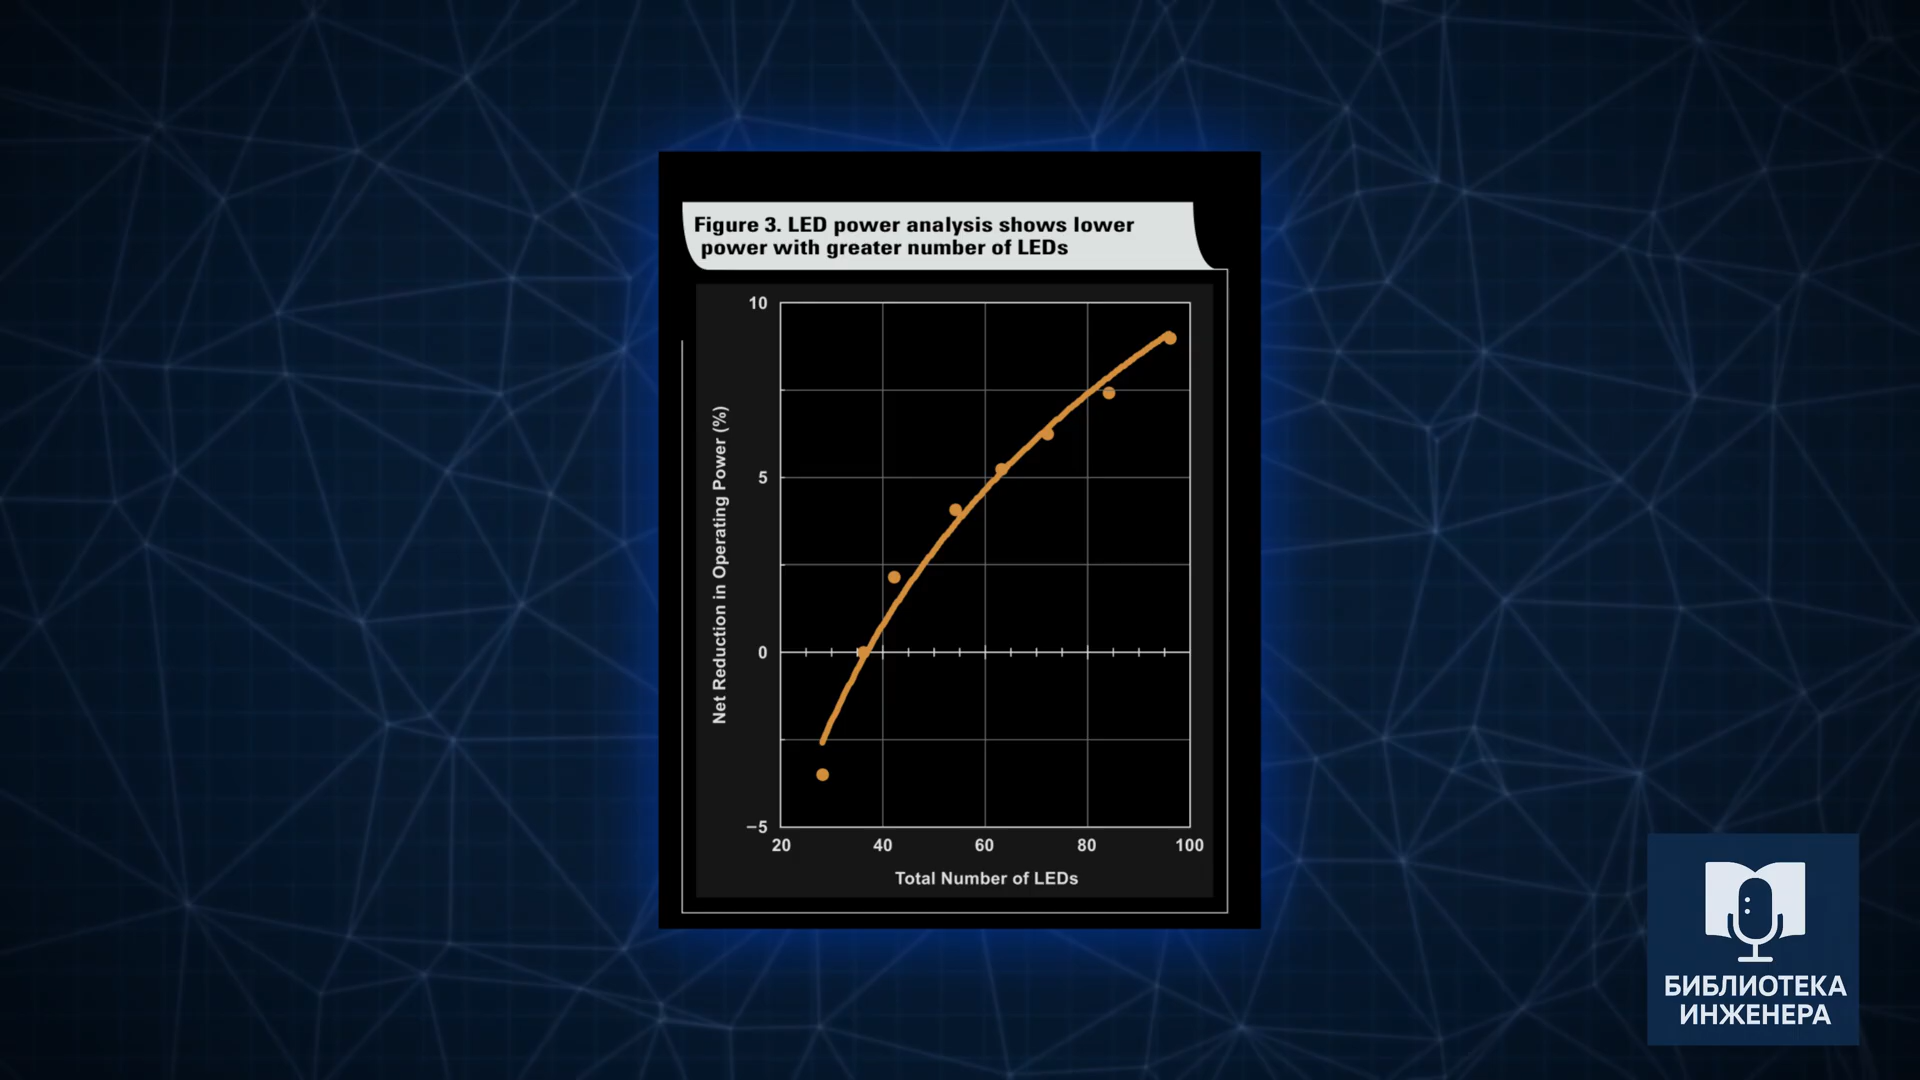 Figure 3. LED power analysis shows lower
power with greater number of LEDs
10
5
0
−5
Net Reduction in Operating Power (%)
20 40 60 80 100
Total Number of LEDs
БИБЛИОТЕКА
ИНЖЕНЕРА